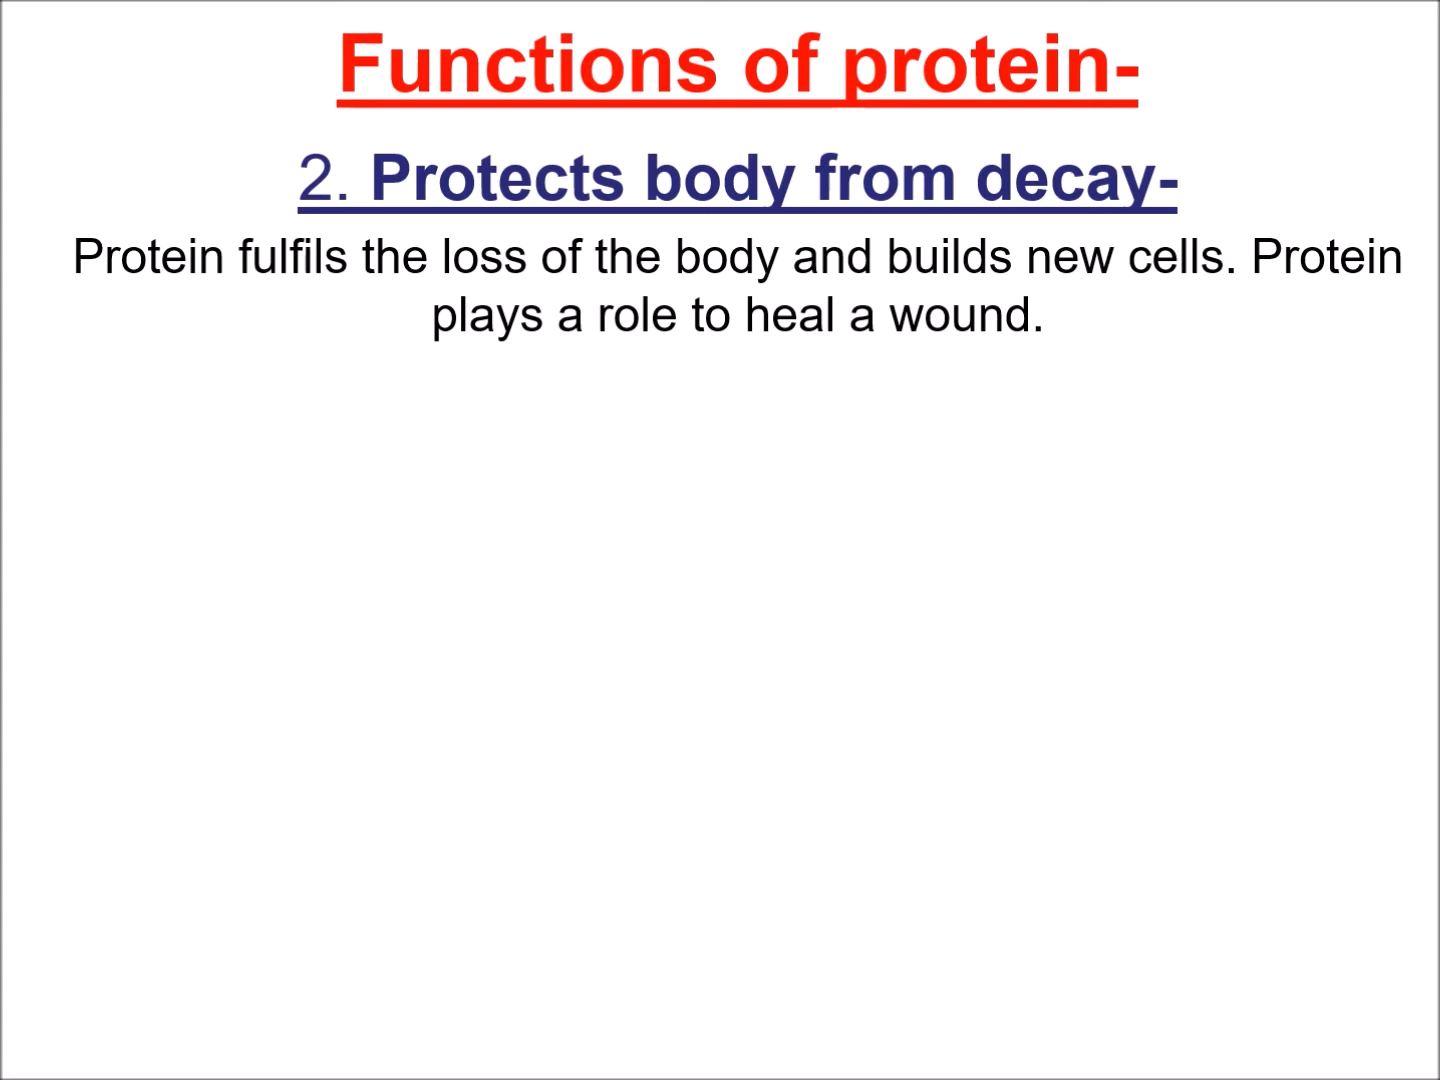 Functions of protein-
2. Protects body from decay-
Protein fulfils the loss of the body and builds new cells. Protein
plays a role to heal a wound.